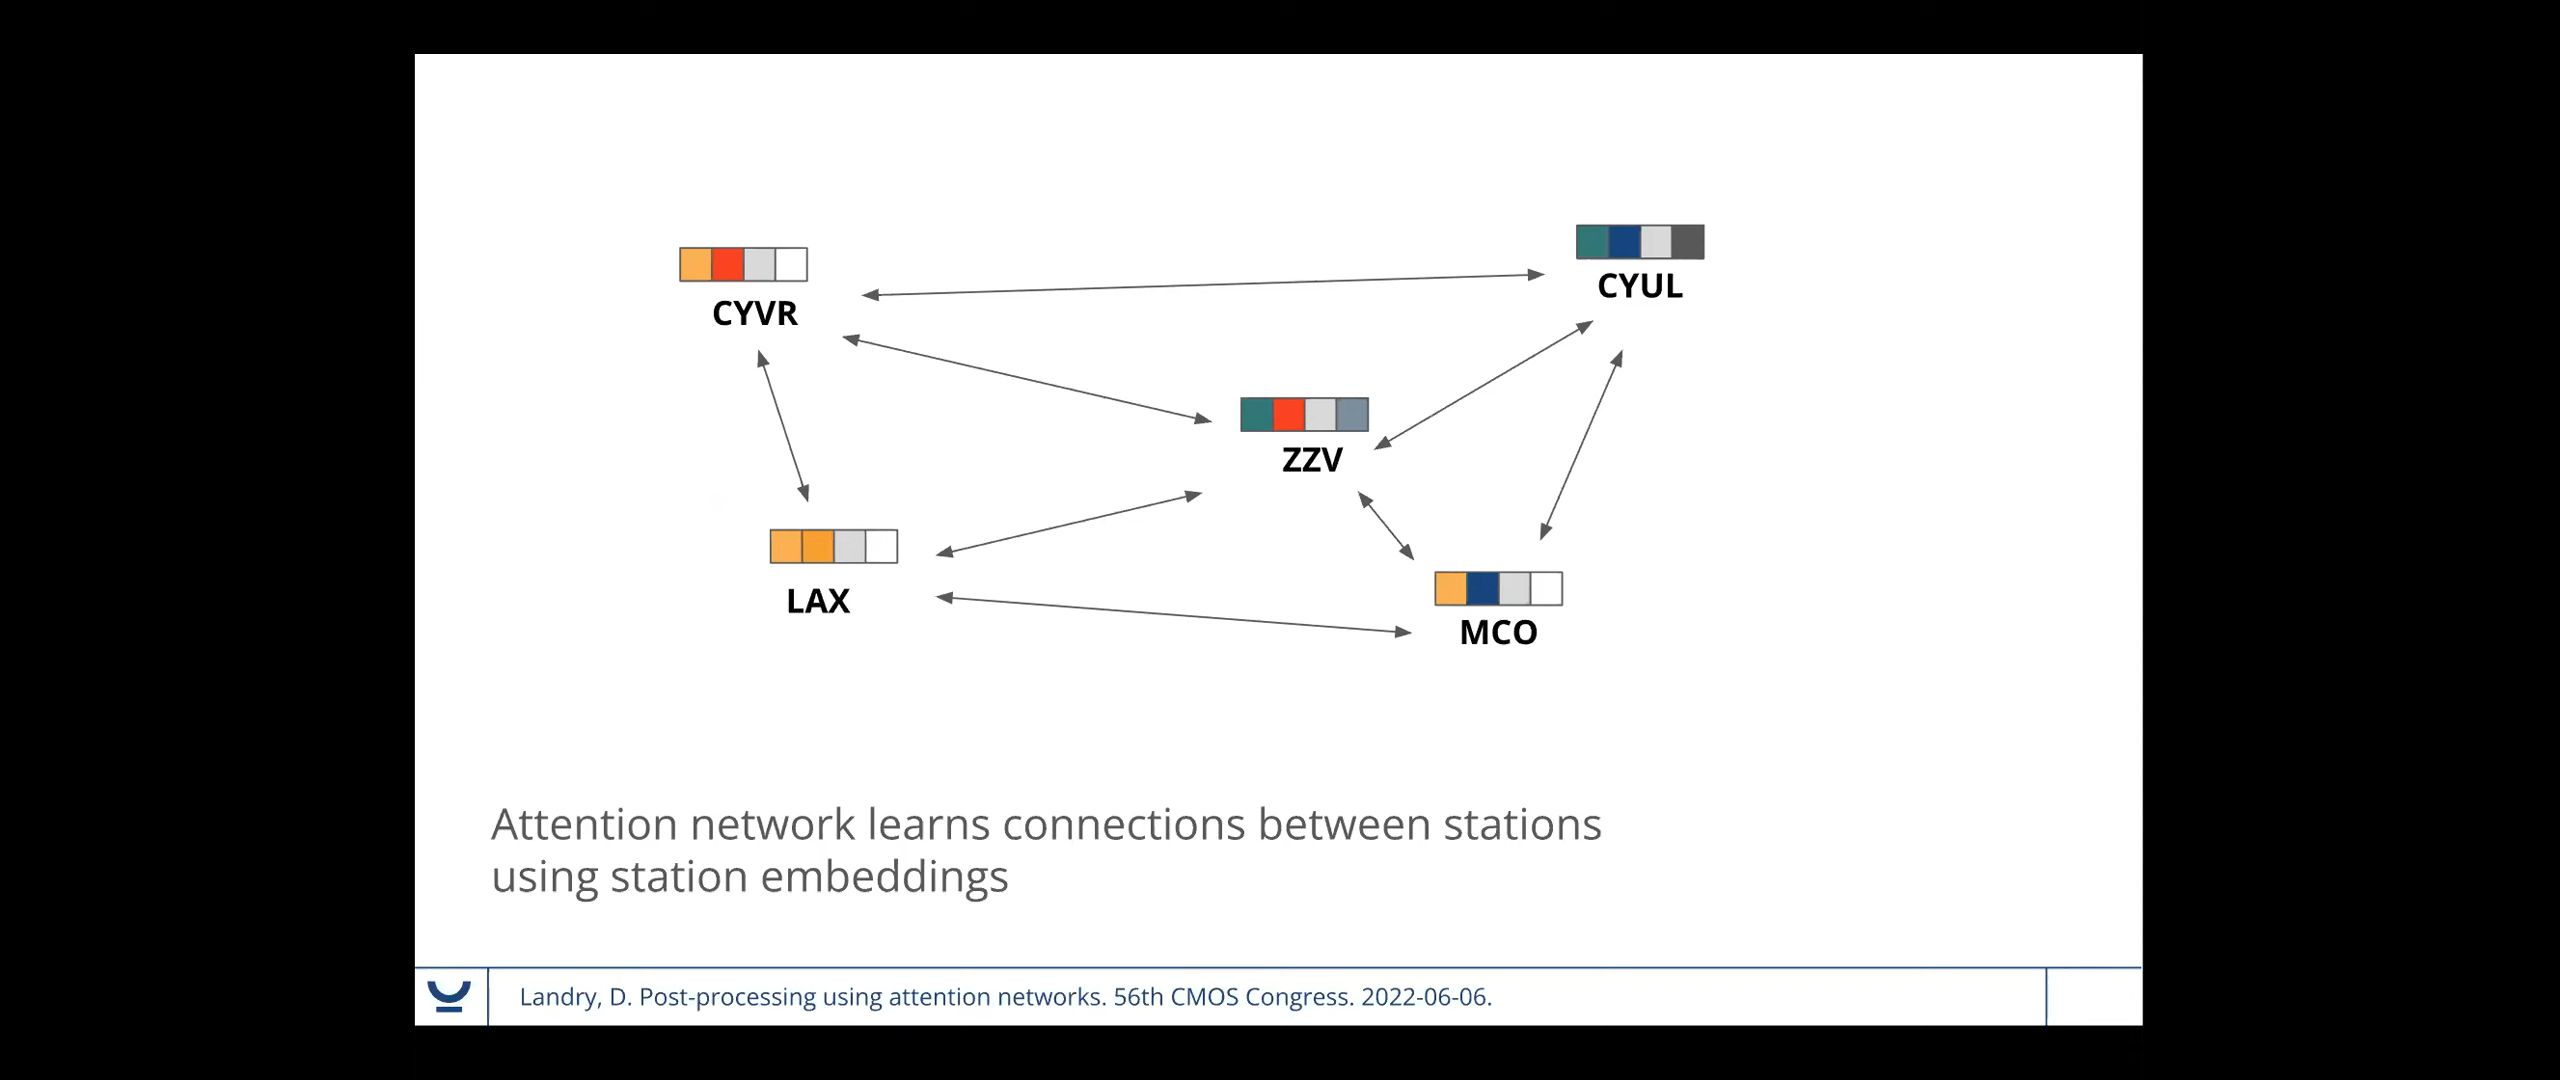 CYUL
CYVR
ZZV
LAX
MCO
Attention network learns connections between stations
using station embeddings
Landry, D. Post-processing using attention networks. 56th CMOS Congress. 2022-06-06.